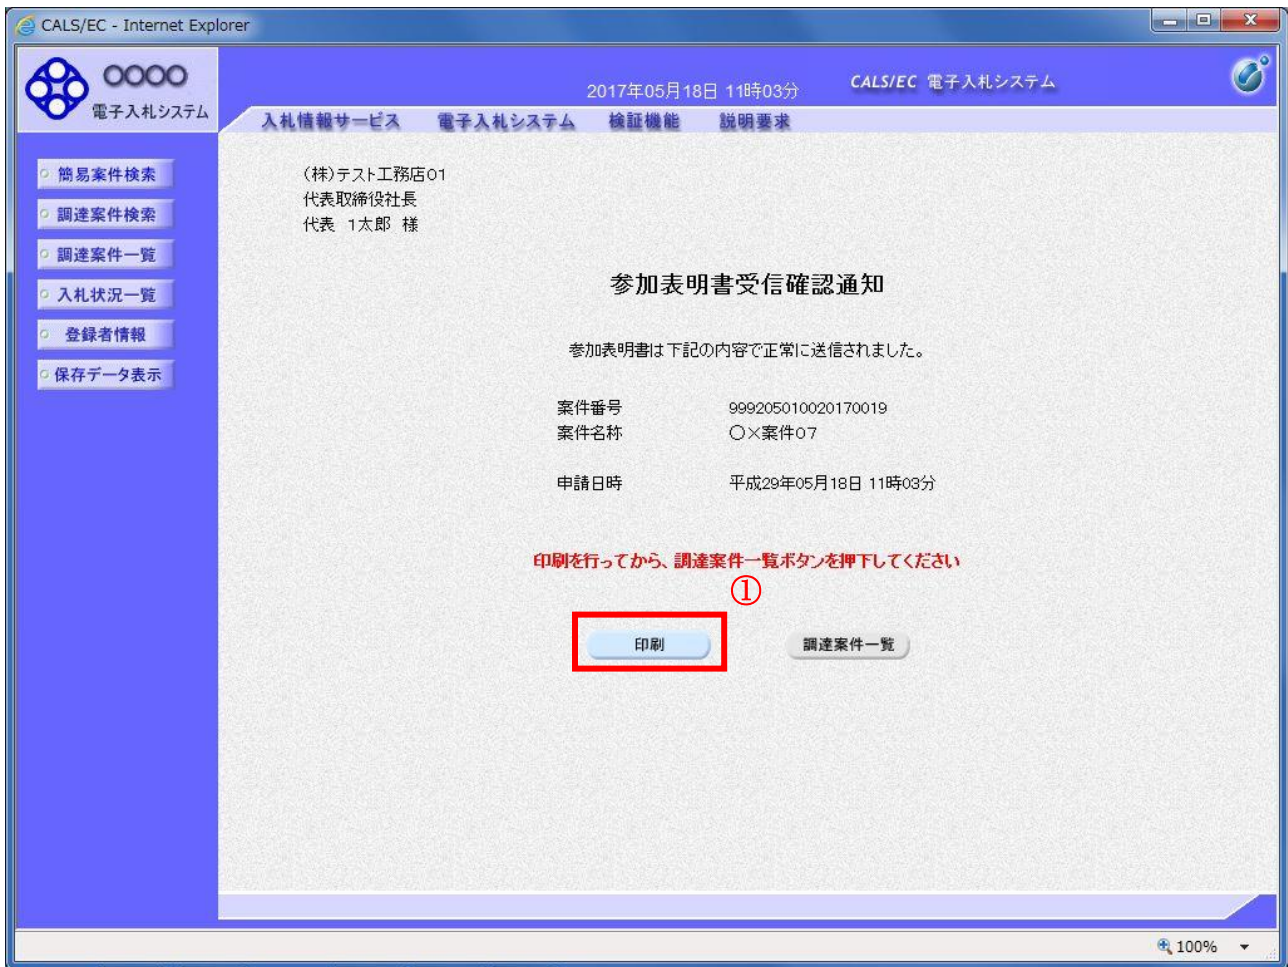 CALS/EC - Internet Explorer
〇〇〇〇
電子入札システム
2017年05月18日 11時03分
CALS/EC 電子入札システム
入札情報サービス 電子入札システム 検証機能 説明要求
簡易案件検索
調達案件検索
調達案件一覧
入札状況一覧
登録者情報
保存データ表示
(株)テスト工務店01
代表取締役社長
代表 1太郎 様
参加表明書受信確認通知
参加表明書は下記の内容で正常に送信されました。
案件番号 999205010020170019
案件名称 〇×案件07
申請日時 平成29年05月18日 11時03分
印刷を行ってから、調達案件一覧ボタンを押下してください
①
印刷 調達案件一覧
100%